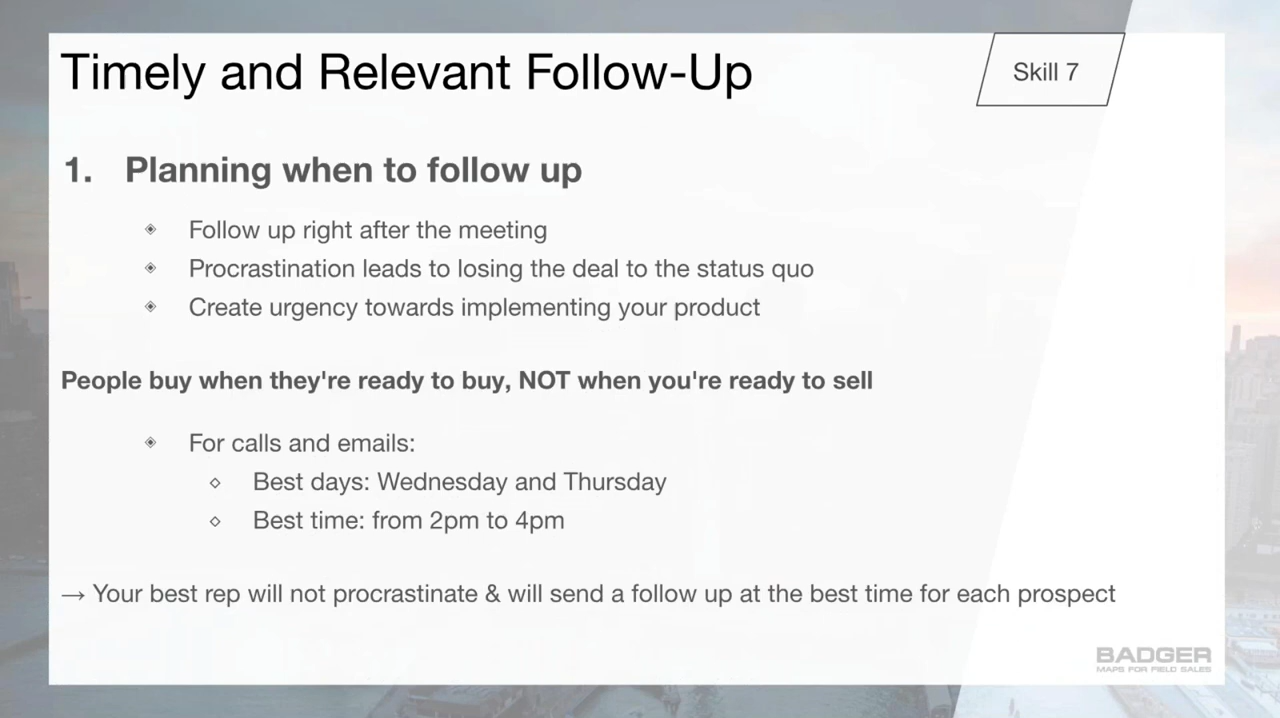 Timely and Relevant Follow-Up
Skill 7
1. Planning when to follow up
Follow up right after the meeting
Procrastination leads to losing the deal to the status quo
Create urgency towards implementing your product
People buy when they're ready to buy, NOT when you're ready to sell
For calls and emails:
Best days: Wednesday and Thursday
Best time: from 2pm to 4pm
→ Your best rep will not procrastinate & will send a follow up at the best time for each prospect
BADGER
MAPS FOR FIELD SALES